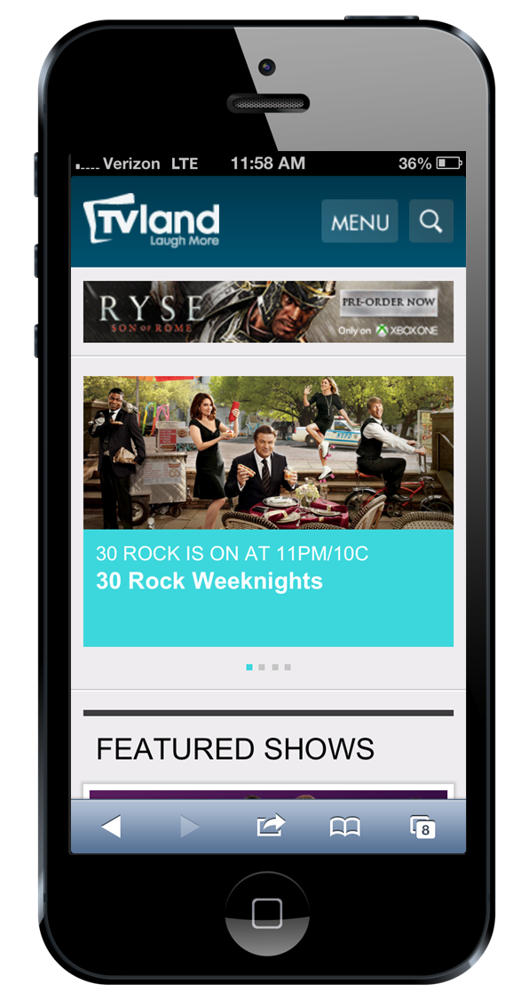 Verizon LTE 11:58 AM 36%
TVland
Laugh More
MENU
RYSE
SON OF ROME
PRE-ORDER NOW
Only on XBOX ONE
30 ROCK IS ON AT 11PM/10C
30 Rock Weeknights
FEATURED SHOWS
8